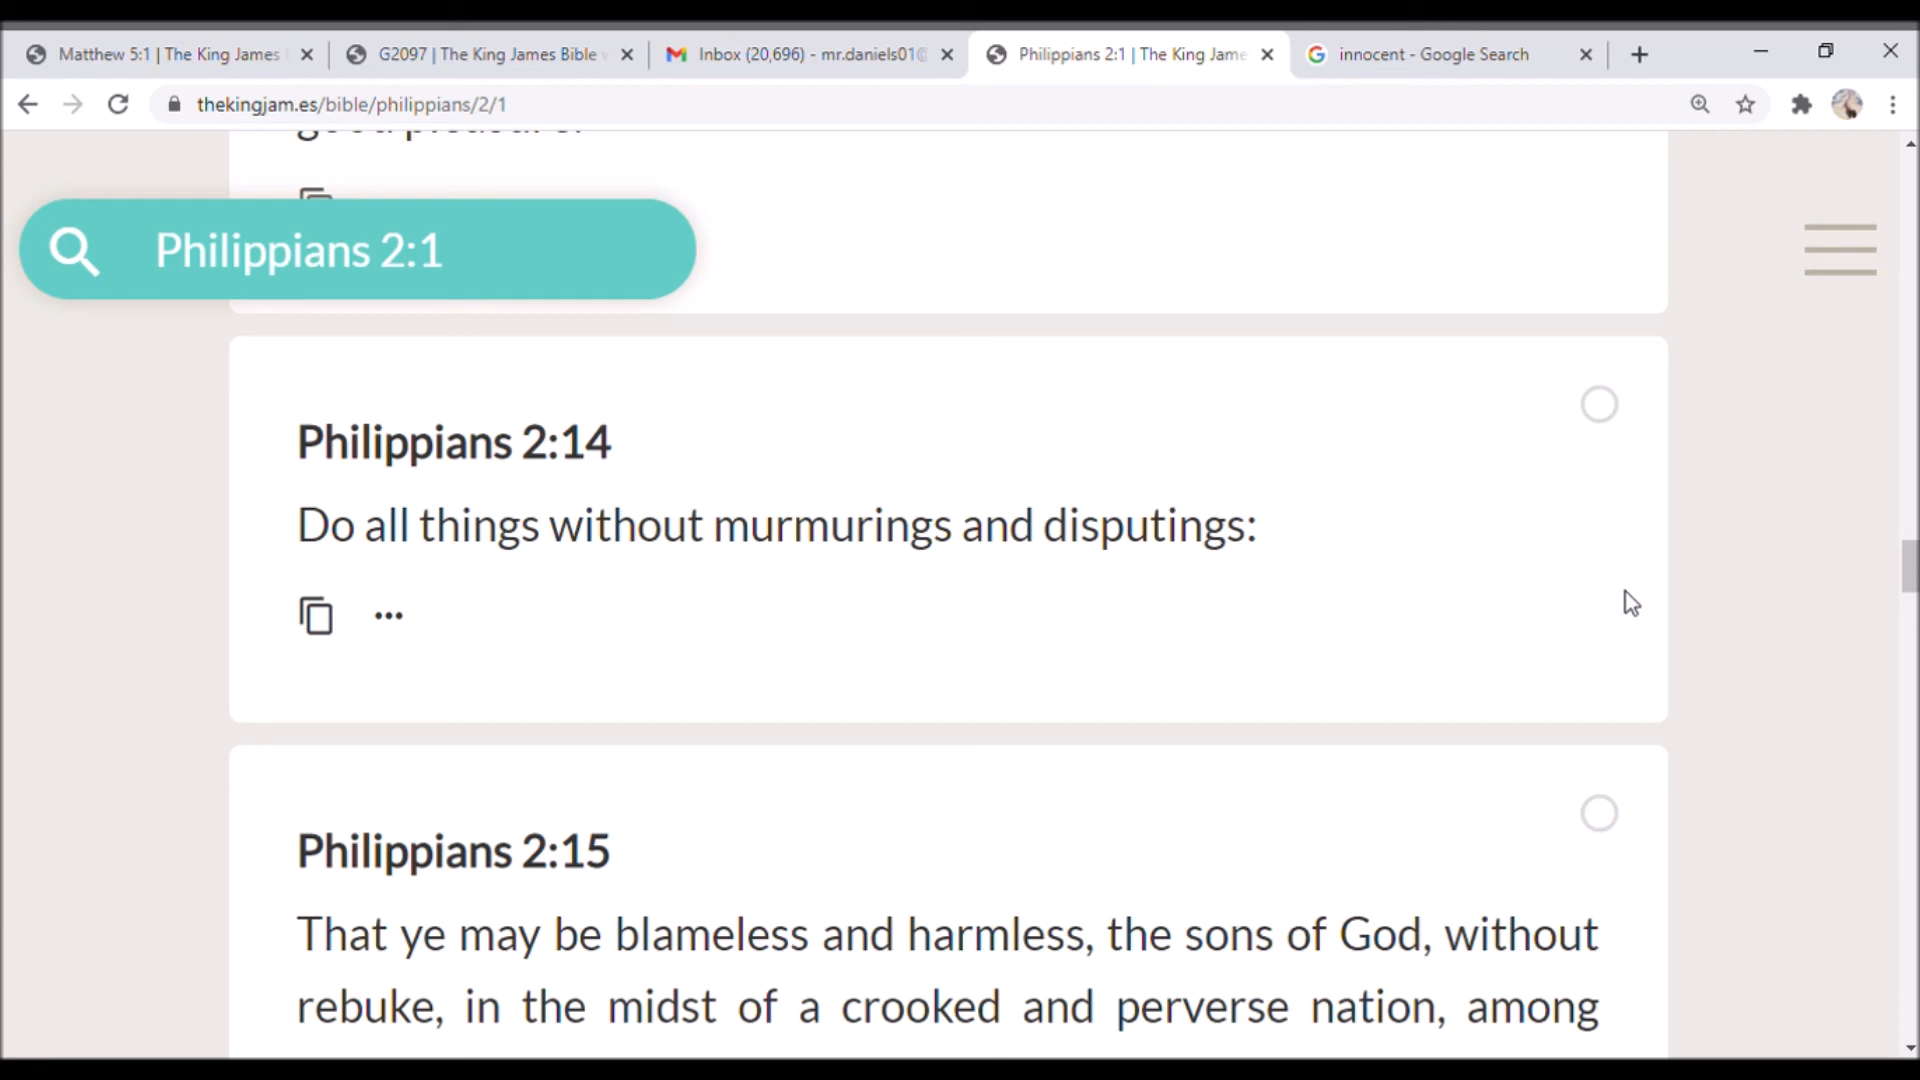 Matthew 5:1 | The King James
G2097 | The King James Bible
Inbox (20,696) - mr.daniels01@
Philippians 2:1 | The King Jame
innocent - Google Search
thekingjam.es/bible/philippians/2/1
Philippians 2:1
Philippians 2:14
Do all things without murmurings and disputings:
Philippians 2:15
That ye may be blameless and harmless, the sons of God, without
rebuke, in the midst of a crooked and perverse nation, among